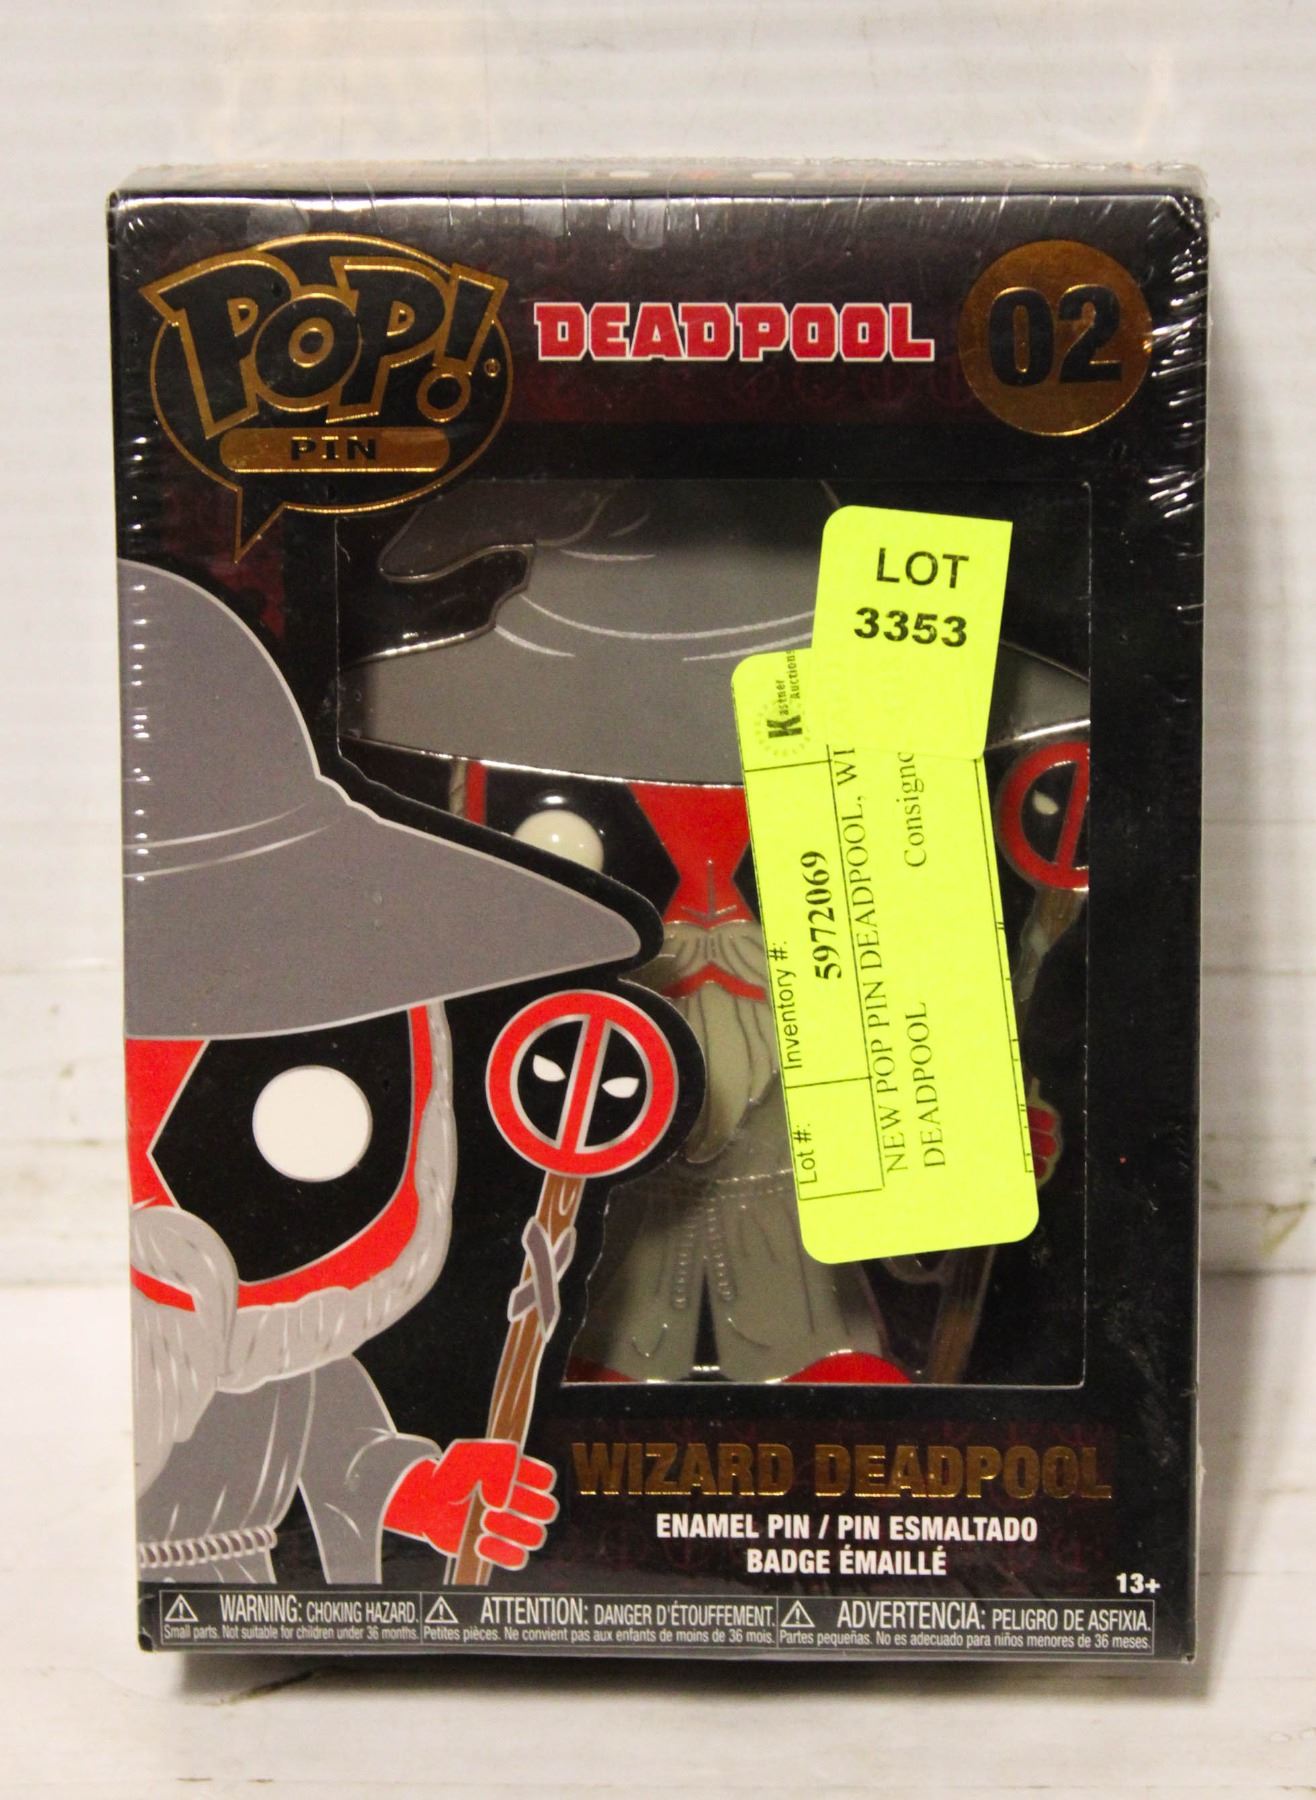 POP!
PIN
DEADPOOL
02
LOT
3353
Kastner
Auctions
Lot #:
Inventory #:
5972069
NEW POP PIN DEADPOOL, WI
DEADPOOL
Consign
WIZARD DEADPOOL
ENAMEL PIN / PIN ESMALTADO
BADGE ÉMAILLÉ
13+
WARNING: CHOKING HAZARD.
Small parts. Not suitable for children under 36 months.
ATTENTION: DANGER D'ÉTOUFFEMENT.
Petites pièces. Ne convient pas aux enfants de moins de 36 mois.
ADVERTENCIA: PELIGRO DE ASFIXIA.
Partes pequeñas. No es adecuado para niños menores de 36 meses.